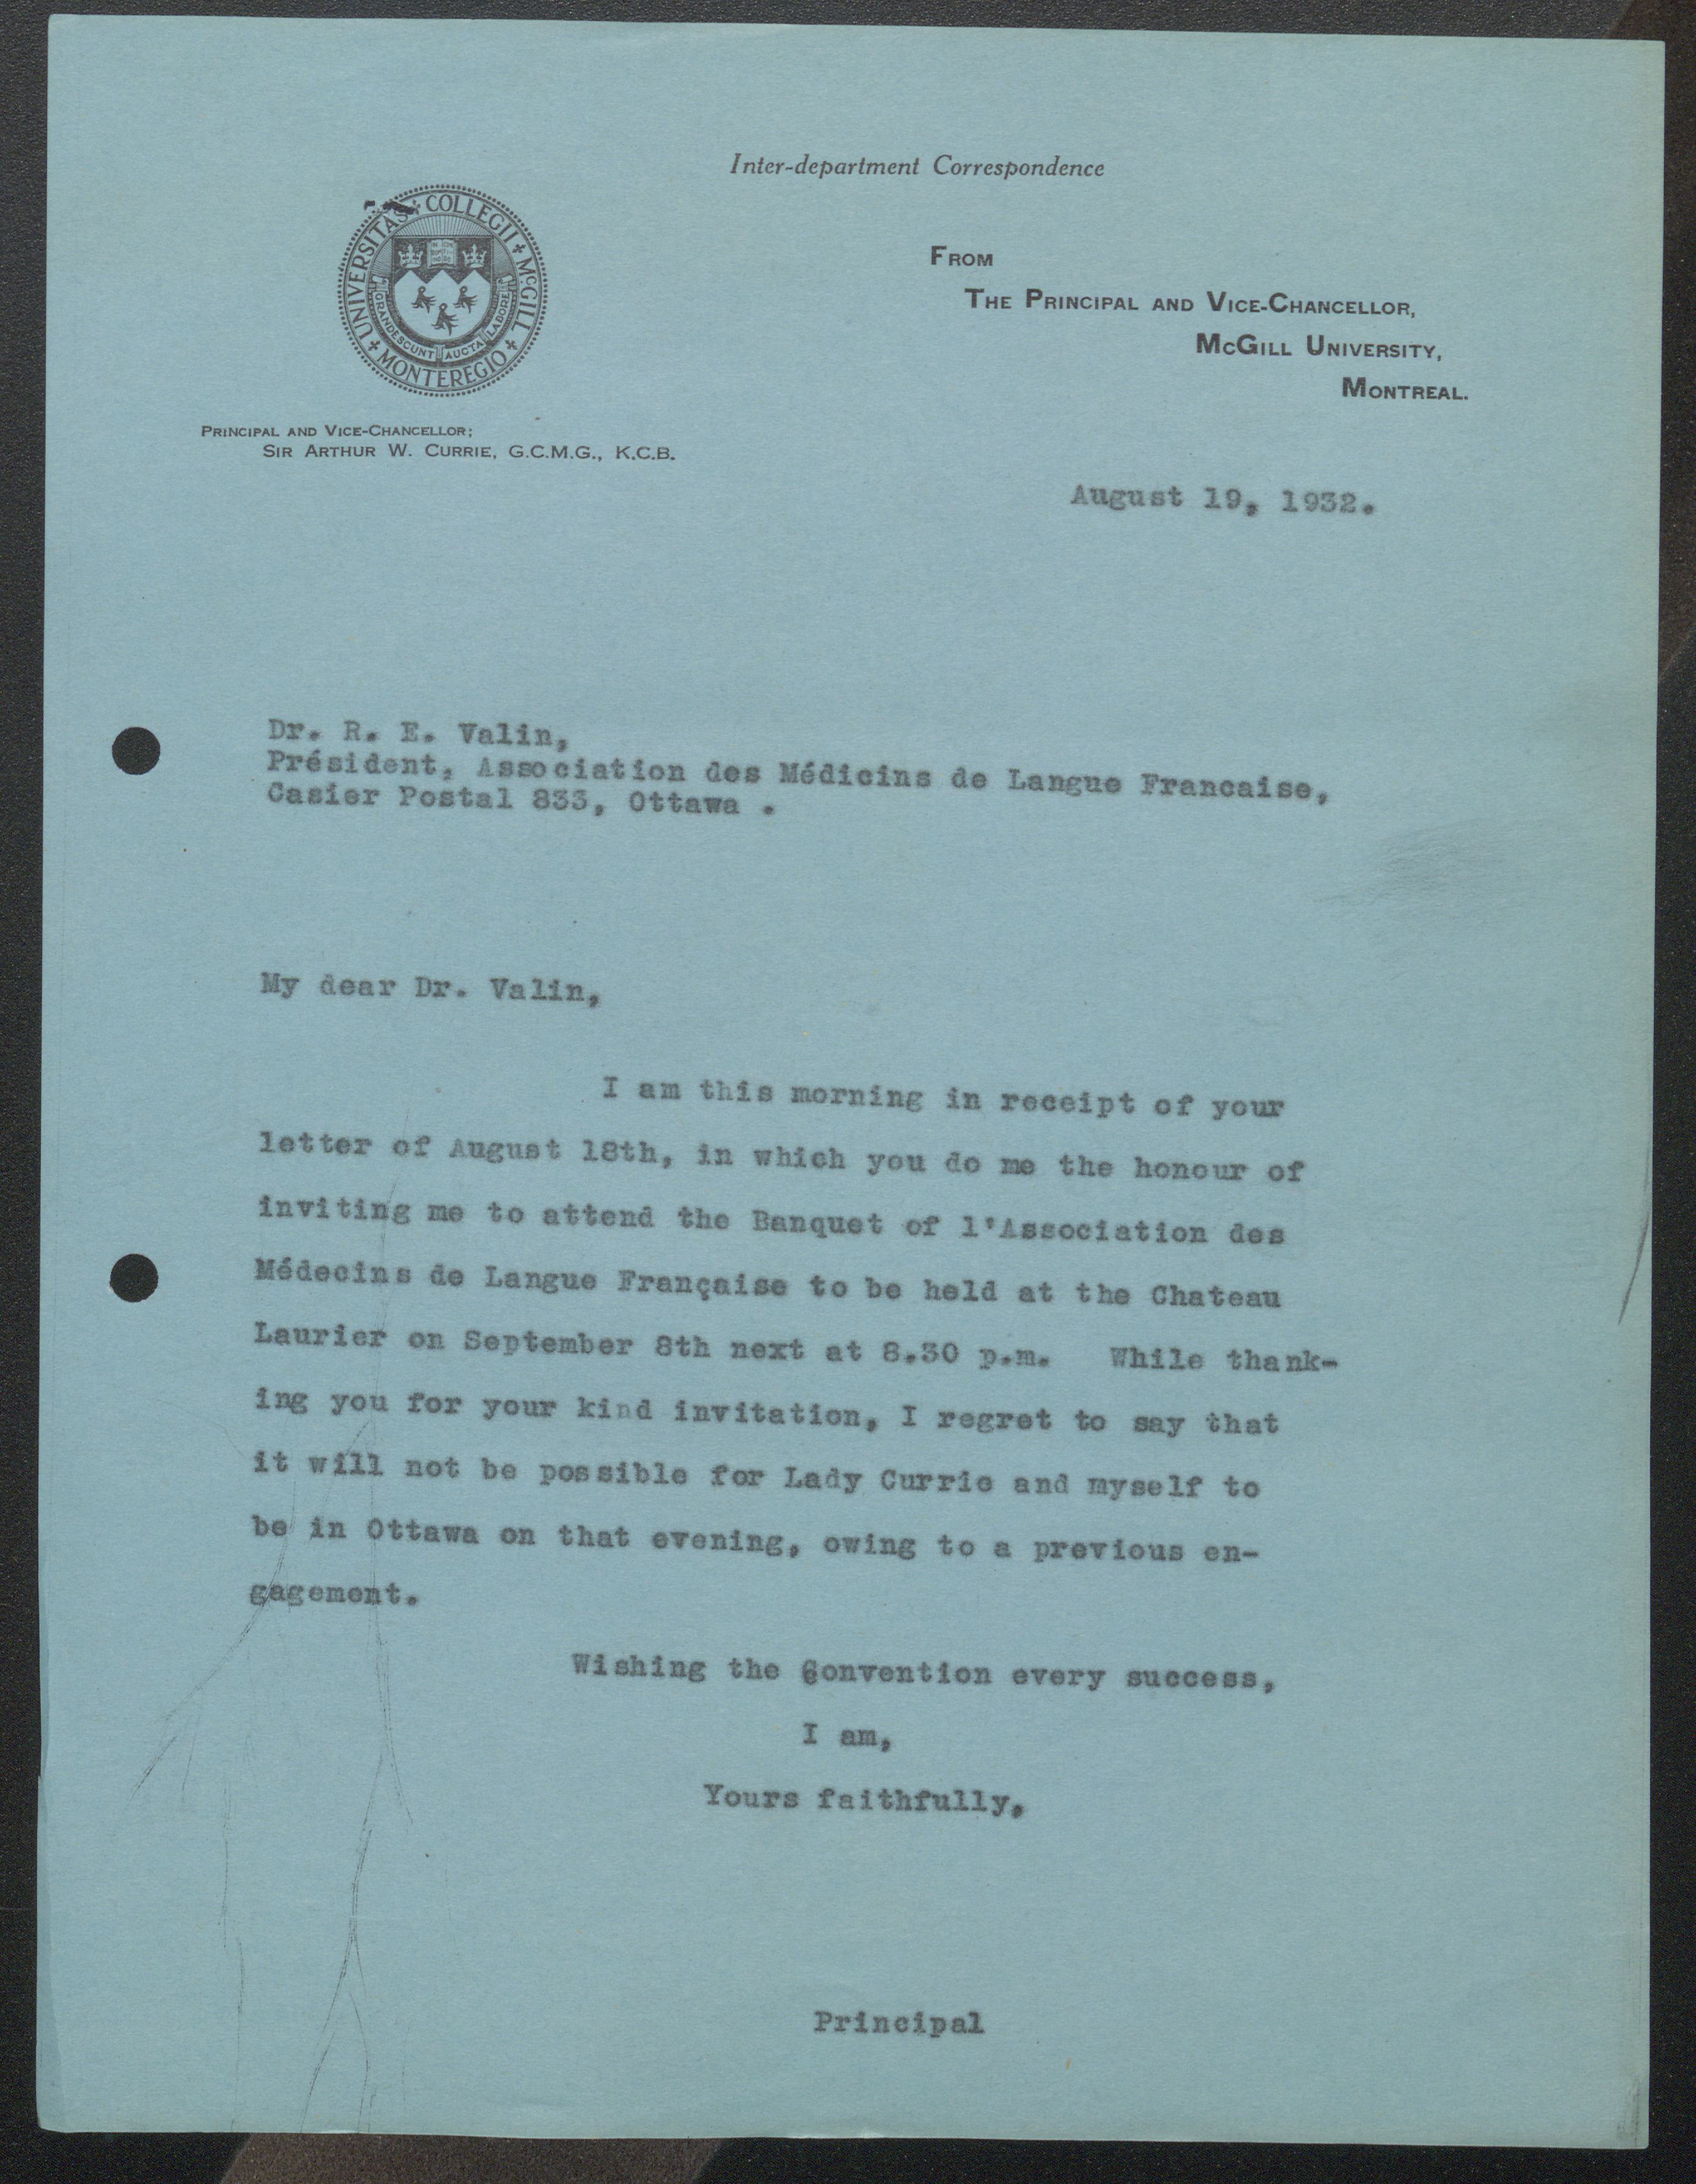 Inter-department Correspondence
UNIVERSITAS COLLEGII MCGILL
MONTEREGIO
GRANDESCUNT AUCTA LABORE
FROM
THE PRINCIPAL AND VICE-CHANCELLOR,
MCGILL UNIVERSITY,
MONTREAL.
PRINCIPAL AND VICE-CHANCELLOR;
SIR ARTHUR W. CURRIE, G.C.M.G., K.C.B.
August 19, 1932.
Dr. R. E. Valin,
Président, Association des Médicins de Langue Francaise,
Casier Postal 833, Ottawa .
My dear Dr. Valin,
I am this morning in receipt of your
letter of August 18th, in which you do me the honour of
inviting me to attend the Banquet of l'Association des
Médecins de Langue Française to be held at the Chateau
Laurier on September 8th next at 8.30 p.m. While thank-
ing you for your kind invitation, I regret to say that
it will not be possible for Lady Currie and myself to
be in Ottawa on that evening, owing to a previous en-
gagement.
Wishing the Convention every success,
I am,
Yours faithfully,
Principal